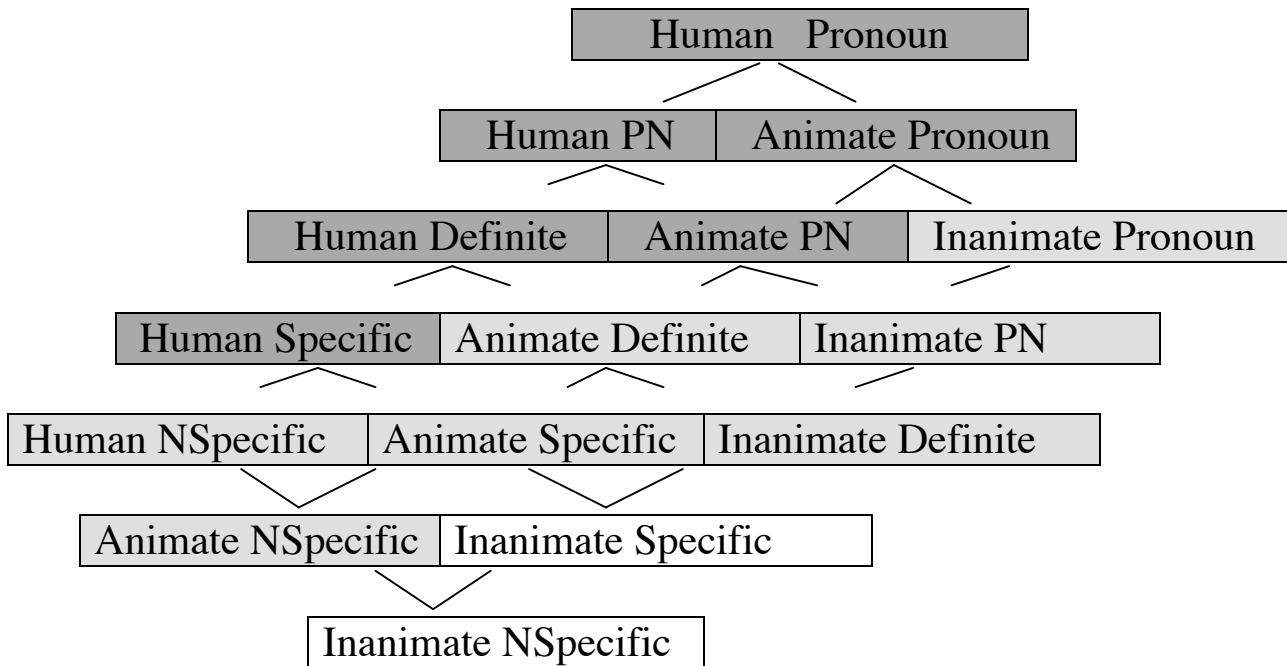 Human Pronoun
Human PN Animate Pronoun
Human Definite Animate PN Inanimate Pronoun
Human Specific Animate Definite Inanimate PN
Human NSpecific Animate Specific Inanimate Definite
Animate NSpecific Inanimate Specific
Inanimate NSpecific